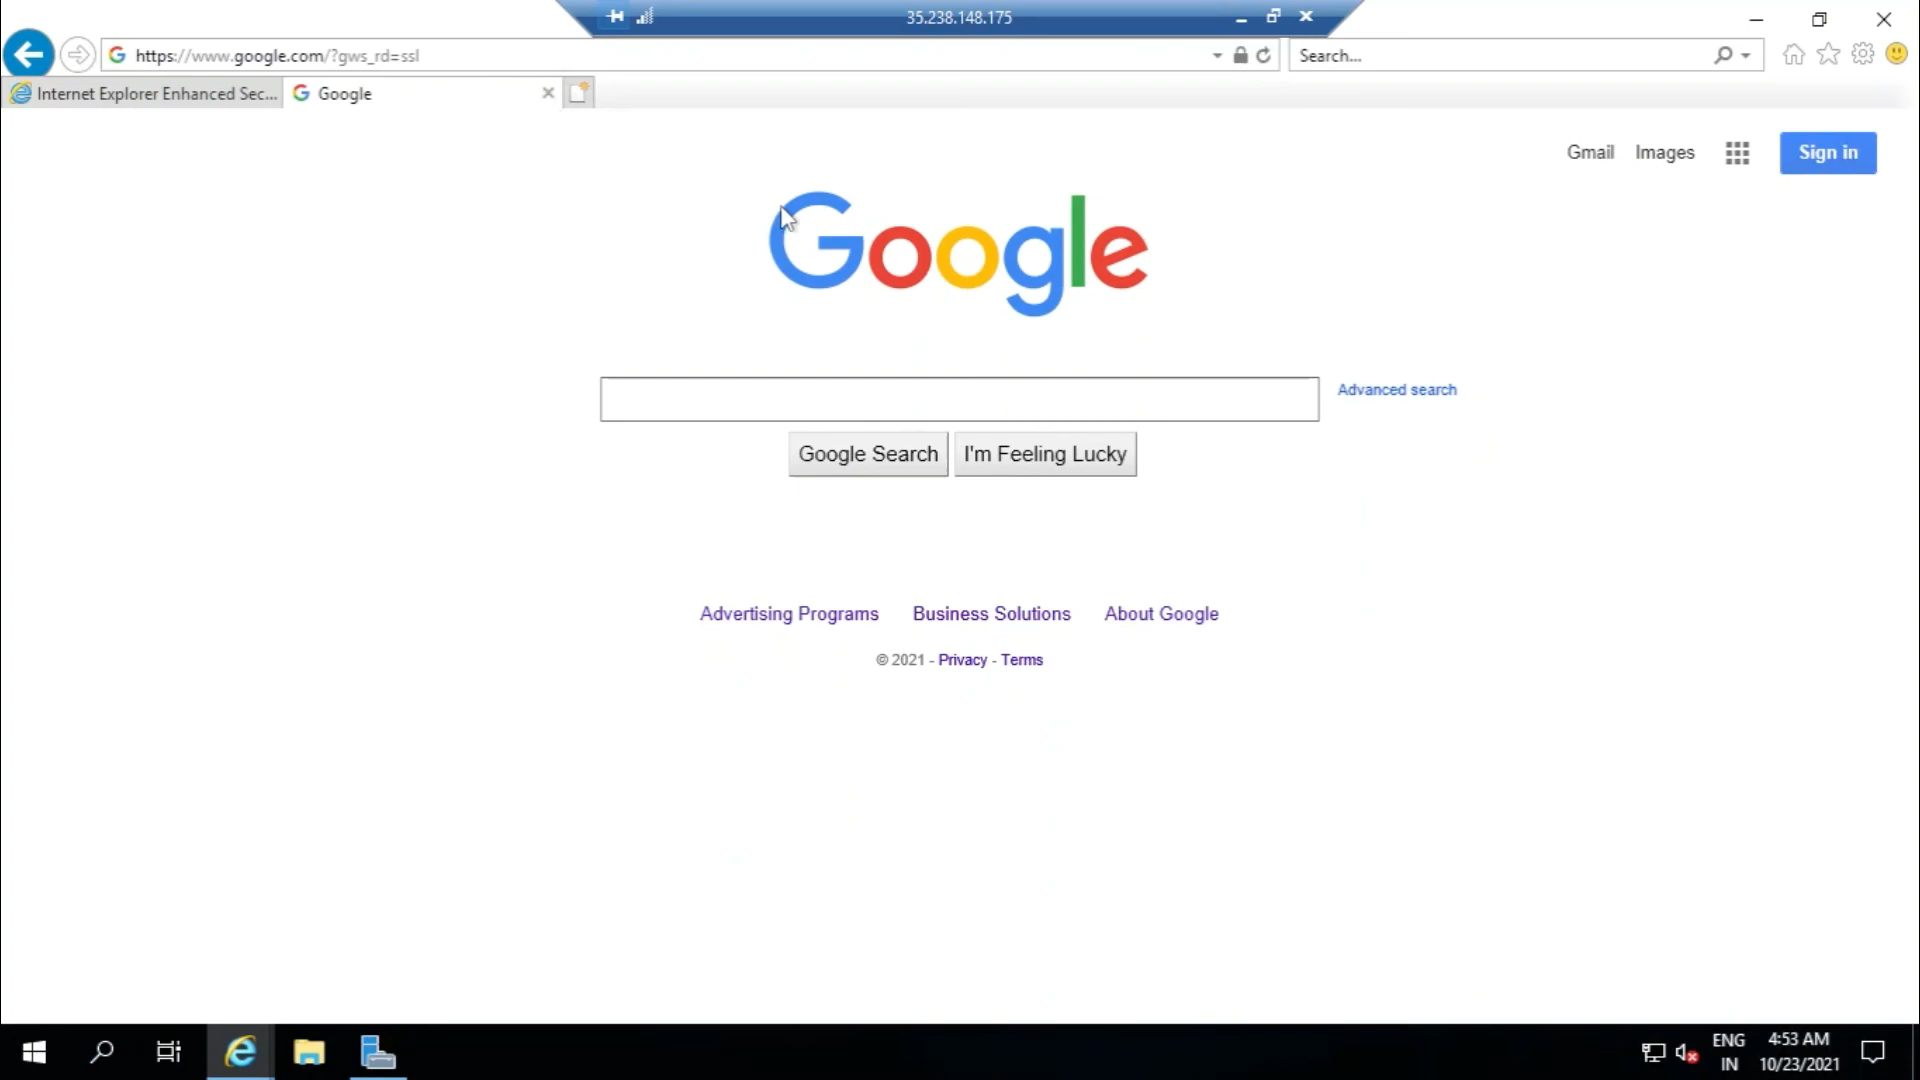 35.238.148.175
https://www.google.com/?gws_rd=ssl
Search...
Internet Explorer Enhanced Sec...
Google
Gmail Images Sign in
Google
Advanced search
Google Search I'm Feeling Lucky
Advertising Programs Business Solutions About Google
© 2021 - Privacy - Terms
ENG 4:53 AM
IN 10/23/2021